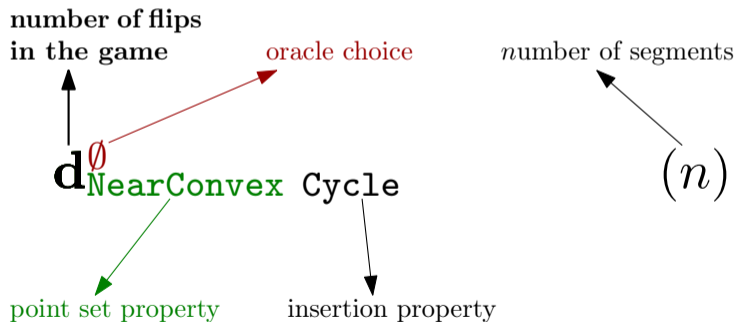 number of flips
in the game
oracle choice
number of segments
d∅NearConvex Cycle (n)
point set property
insertion property